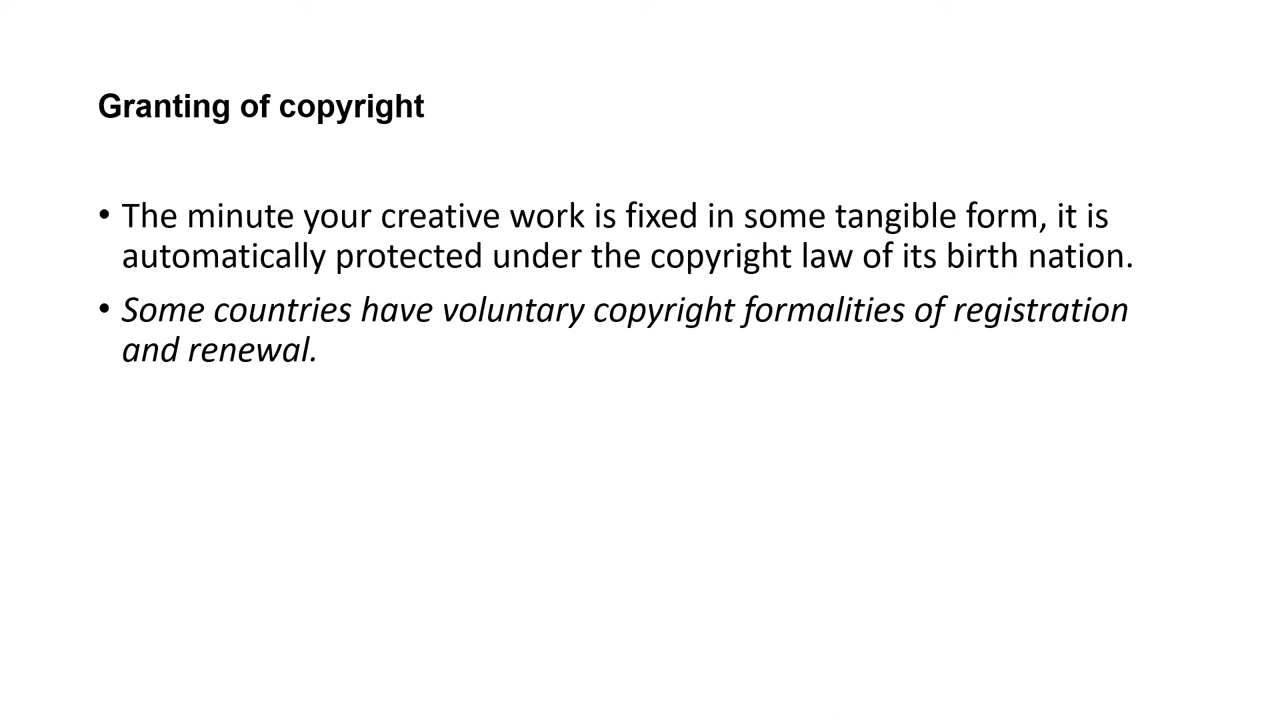 Granting of copyright
• The minute your creative work is fixed in some tangible form, it is
automatically protected under the copyright law of its birth nation.
• Some countries have voluntary copyright formalities of registration
and renewal.